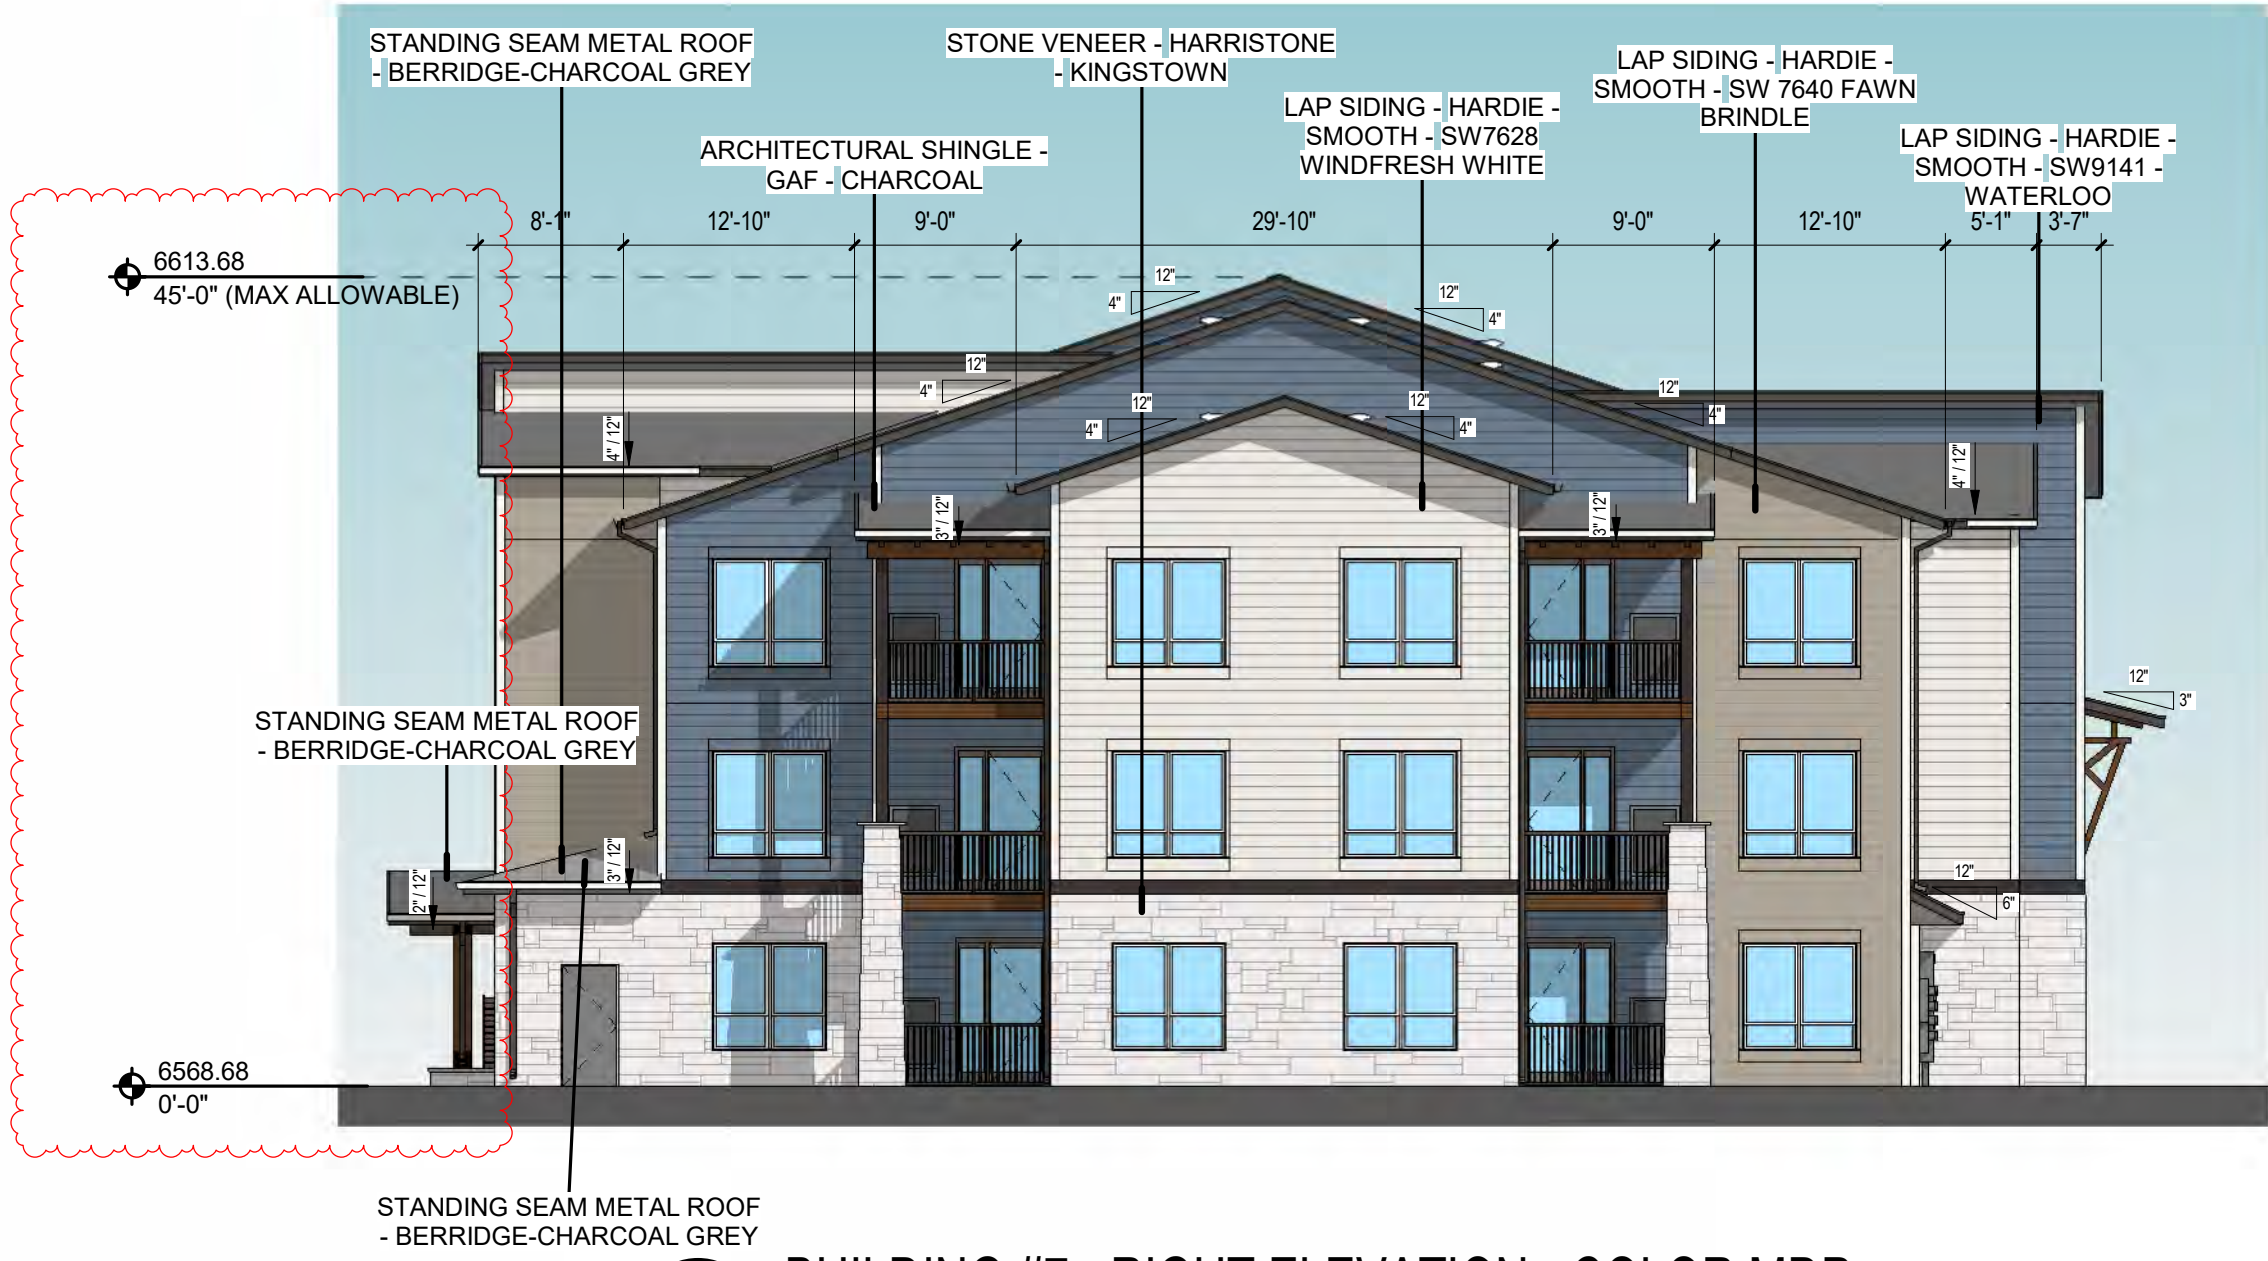 STANDING SEAM METAL ROOF
- BERRIDGE-CHARCOAL GREY
STONE VENEER - HARRISTONE
- KINGSTOWN
LAP SIDING - HARDIE -
SMOOTH - SW 7640 FAWN
BRINDLE
LAP SIDING - HARDIE -
SMOOTH - SW7628
WINDFRESH WHITE
ARCHITECTURAL SHINGLE -
GAF - CHARCOAL
LAP SIDING - HARDIE -
SMOOTH - SW9141 -
WATERLOO
8'-1"
12'-10"
9'-0"
29'-10"
9'-0"
12'-10"
5'-1"
3'-7"
6613.68
45'-0" (MAX ALLOWABLE)
12"
4"
12"
4"
12"
4"
12"
4"
12"
4"
12"
4"
4" / 12"
4" / 12"
3" / 12"
3" / 12"
12"
3"
STANDING SEAM METAL ROOF
- BERRIDGE-CHARCOAL GREY
2" / 12"
3" / 12"
12"
6"
6568.68
0'-0"
STANDING SEAM METAL ROOF
- BERRIDGE-CHARCOAL GREY